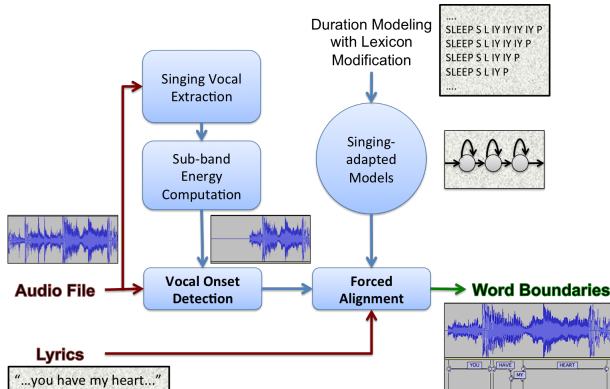 Duration Modeling
with Lexicon
Modification
....
SLEEP S L IY IY IY IY P
SLEEP S L IY IY IY P
SLEEP S L IY IY P
SLEEP S L IY P
....
Singing Vocal
Extraction
Sub-band
Energy
Computation
Singing-
adapted
Models
Audio File
Vocal Onset
Detection
Forced
Alignment
Word Boundaries
Lyrics
"...you have my heart..."
YOU HAVE HEART
MY